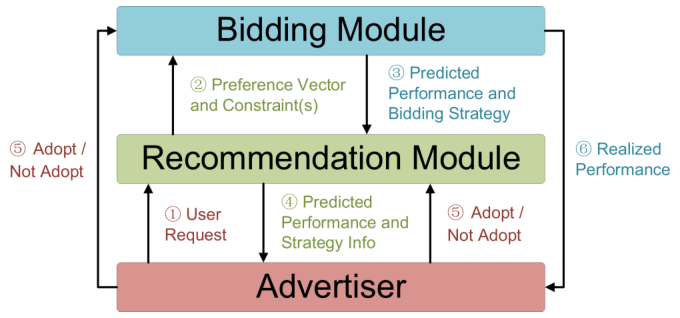 Bidding Module
② Preference Vector
and Constraint(s)
③ Predicted
Performance and
Bidding Strategy
⑤ Adopt /
Not Adopt
Recommendation Module
⑥ Realized
Performance
① User
Request
④ Predicted
Performance and
Strategy Info
⑤ Adopt /
Not Adopt
Advertiser